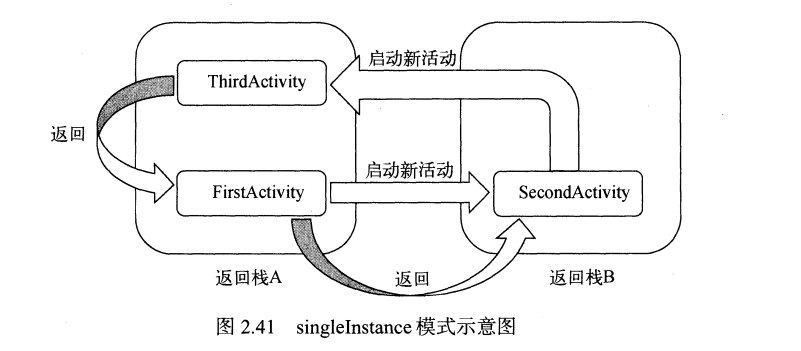 启动新活动
ThirdActivity
返回
启动新活动
FirstActivity
SecondActivity
返回栈A
返回
返回栈B
图 2.41 singleInstance 模式示意图